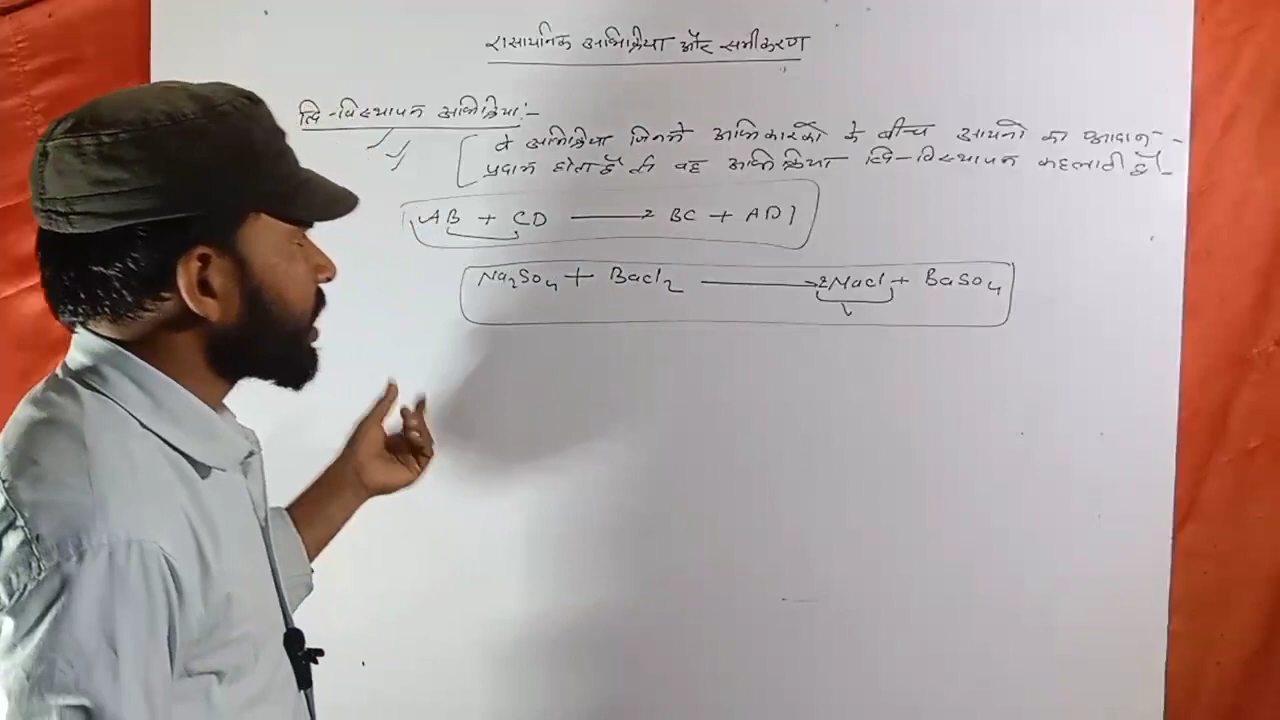 रासायनिक अभिक्रिया और समीकरण
द्वि-विस्थापन अभिक्रिया:-
वे अभिक्रिया जिनमे अभिकारकों के बीच आयनो का आदान-
प्रदान होता है तो वह अभिक्रिया द्वि-विस्थापन कहलाती हैं।
AB + CD ⟶ BC + AD
Na₂So₄ + Bacl₂ ⟶ 2Nacl + BaSO₄